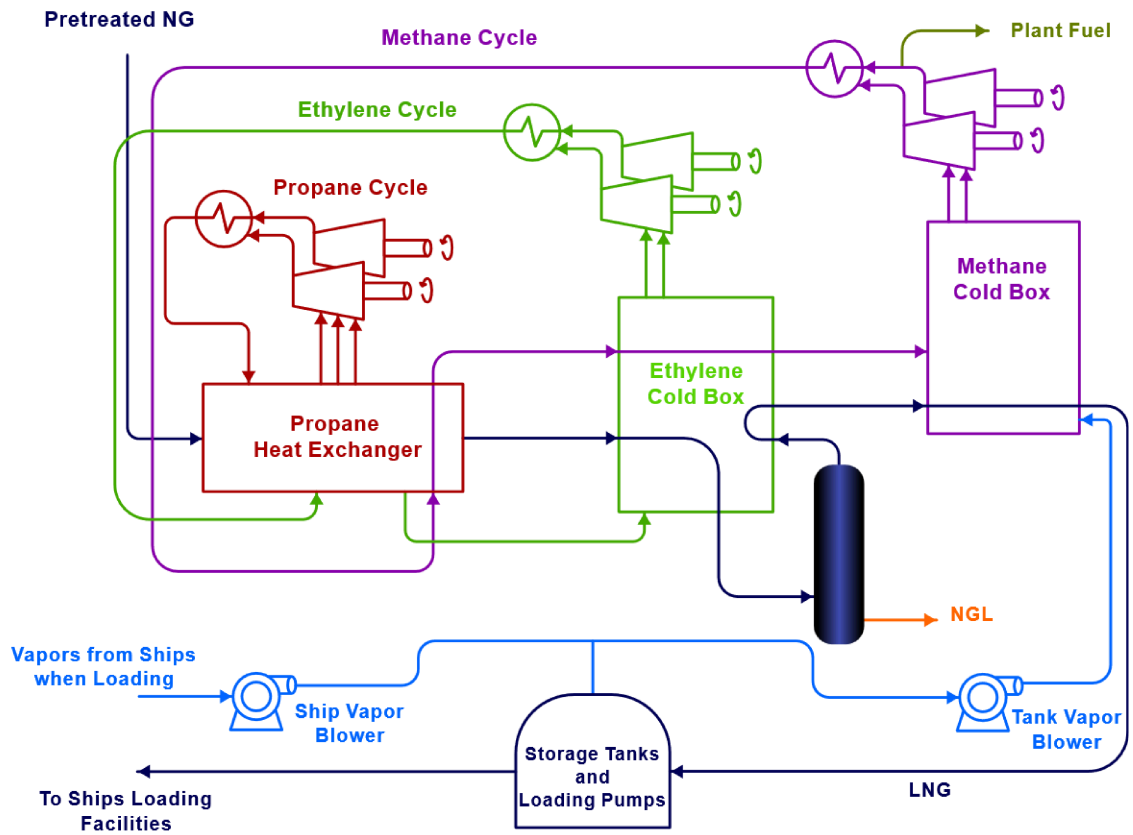 Pretreated NG
Methane Cycle
Plant Fuel
Ethylene Cycle
Propane Cycle
Methane
Cold Box
Ethylene
Cold Box
Propane
Heat Exchanger
NGL
Vapors from Ships
when Loading
Ship Vapor
Blower
Tank Vapor
Blower
Storage Tanks
and
Loading Pumps
LNG
To Ships Loading
Facilities